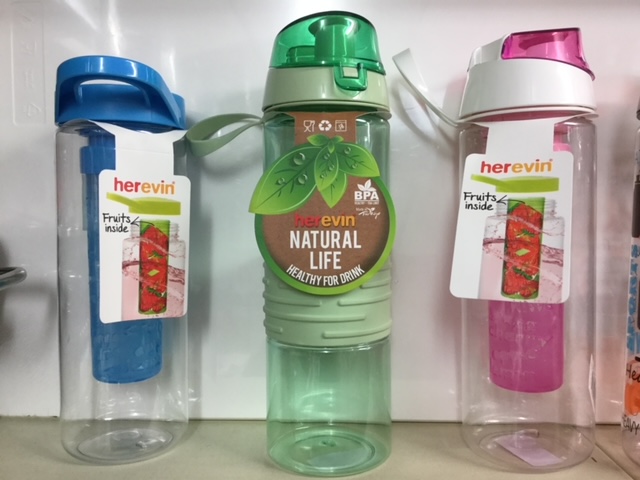 herevin
Fruits
inside
BPA
herevin
NATURAL
LIFE
HEALTHY FOR DRINK
herevin
Fruits
inside